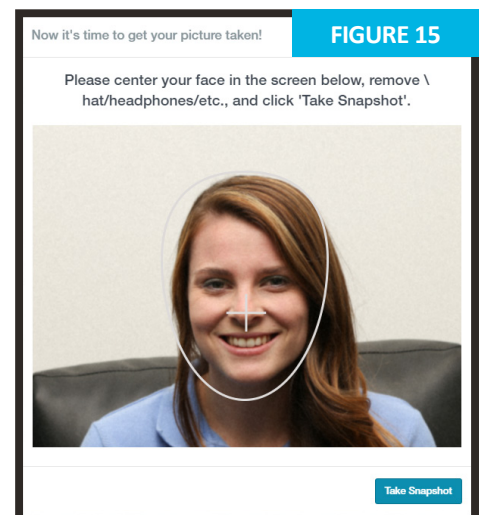 Now it's time to get your picture taken!
FIGURE 15
Please center your face in the screen below, remove \
hat/headphones/etc., and click 'Take Snapshot'.
Take Snapshot